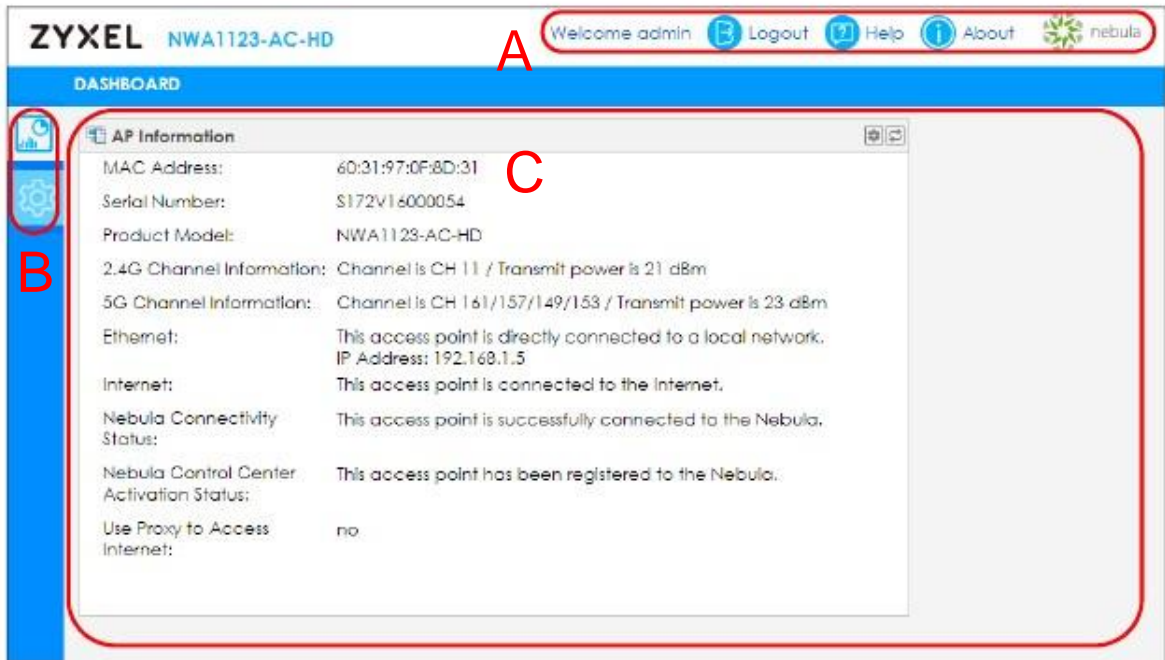 ZYXEL NWA1123-AC-HD
A
Welcome admin Logout Help About nebula
DASHBOARD
B
C
AP Information
MAC Address: 60:31:97:0F:8D:31
Serial Number: S172V16000054
Product Model: NWA1123-AC-HD
2.4G Channel Information: Channel is CH 11 / Transmit power is 21 dBm
5G Channel Information: Channel is CH 161/157/149/153 / Transmit power is 23 dBm
Ethernet: This access point is directly connected to a local network.
IP Address: 192.168.1.5
Internet: This access point is connected to the Internet.
Nebula Connectivity
Status:
This access point is successfully connected to the Nebula.
Nebula Control Center
Activation Status:
This access point has been registered to the Nebula.
Use Proxy to Access
Internet:
no